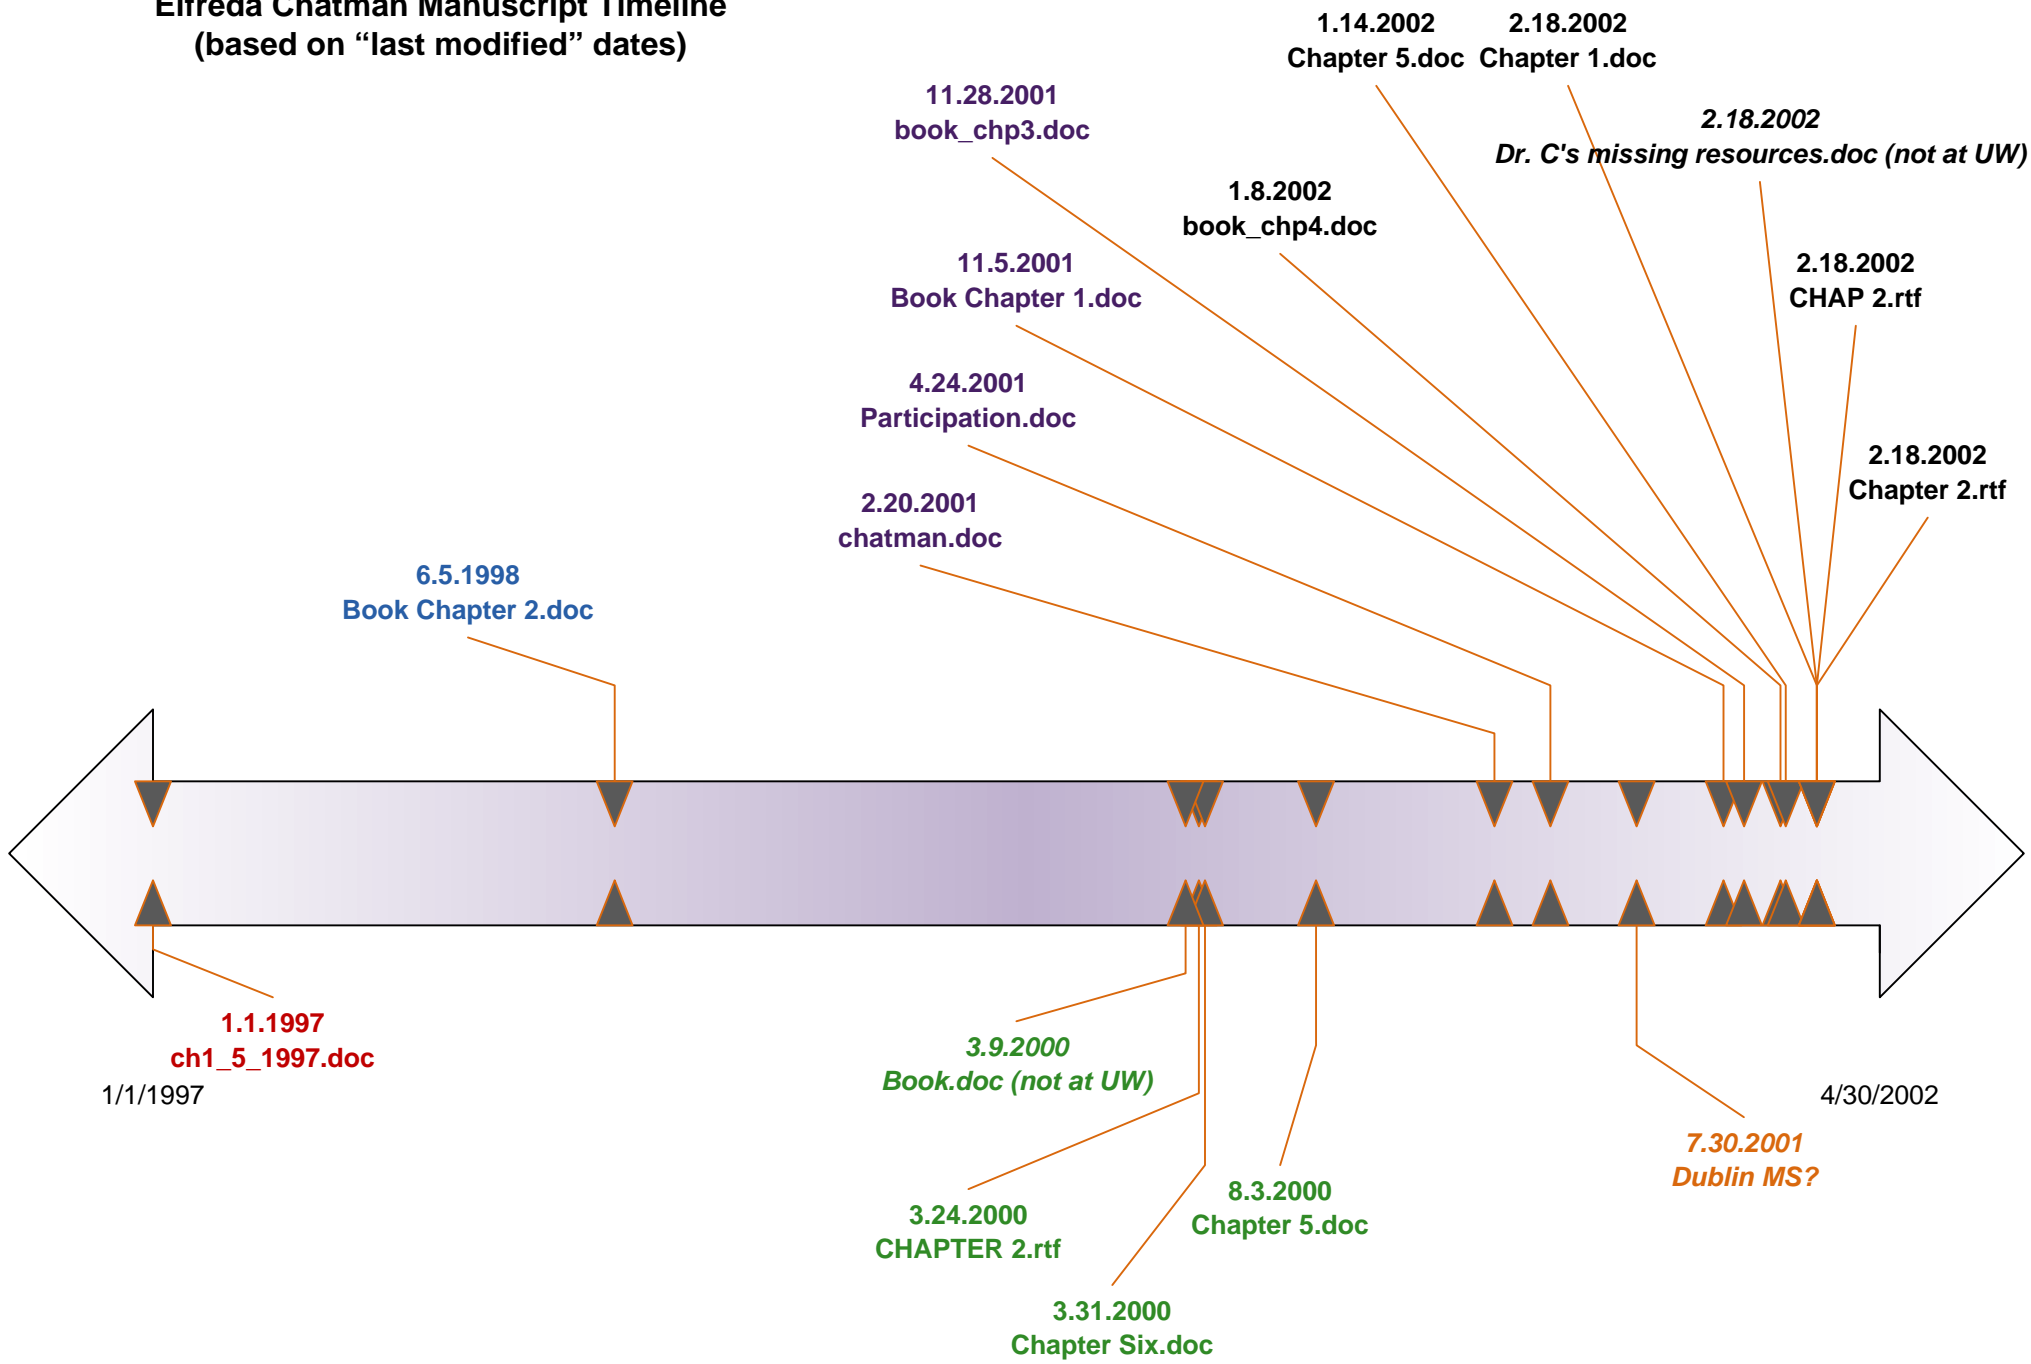 Elfreda Chatman Manuscript Timeline
(based on “last modified” dates)
1.14.2002
Chapter 5.doc
2.18.2002
Chapter 1.doc
11.28.2001
book_chp3.doc
2.18.2002
Dr. C's missing resources.doc (not at UW)
1.8.2002
book_chp4.doc
11.5.2001
Book Chapter 1.doc
2.18.2002
CHAP 2.rtf
4.24.2001
Participation.doc
2.18.2002
Chapter 2.rtf
2.20.2001
chatman.doc
6.5.1998
Book Chapter 2.doc
1.1.1997
ch1_5_1997.doc
1/1/1997
3.9.2000
Book.doc (not at UW)
4/30/2002
7.30.2001
Dublin MS?
8.3.2000
Chapter 5.doc
3.24.2000
CHAPTER 2.rtf
3.31.2000
Chapter Six.doc